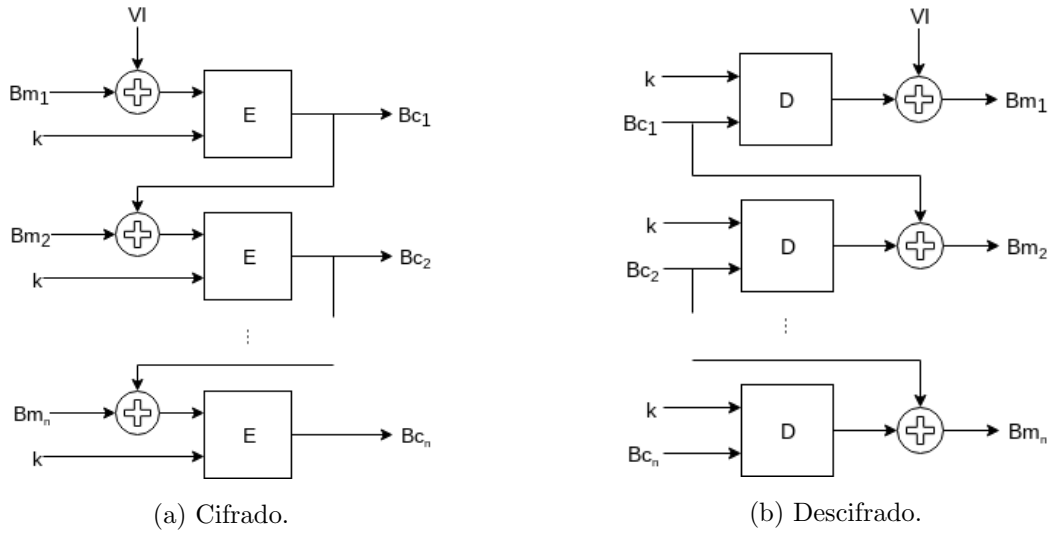 VI
Bm1
E
Bc1
k
Bm2
E
Bc2
k
Bmn
E
Bcn
k
(a) Cifrado.
VI
k
D
Bm1
Bc1
k
D
Bm2
Bc2
k
D
Bmn
Bcn
(b) Descifrado.